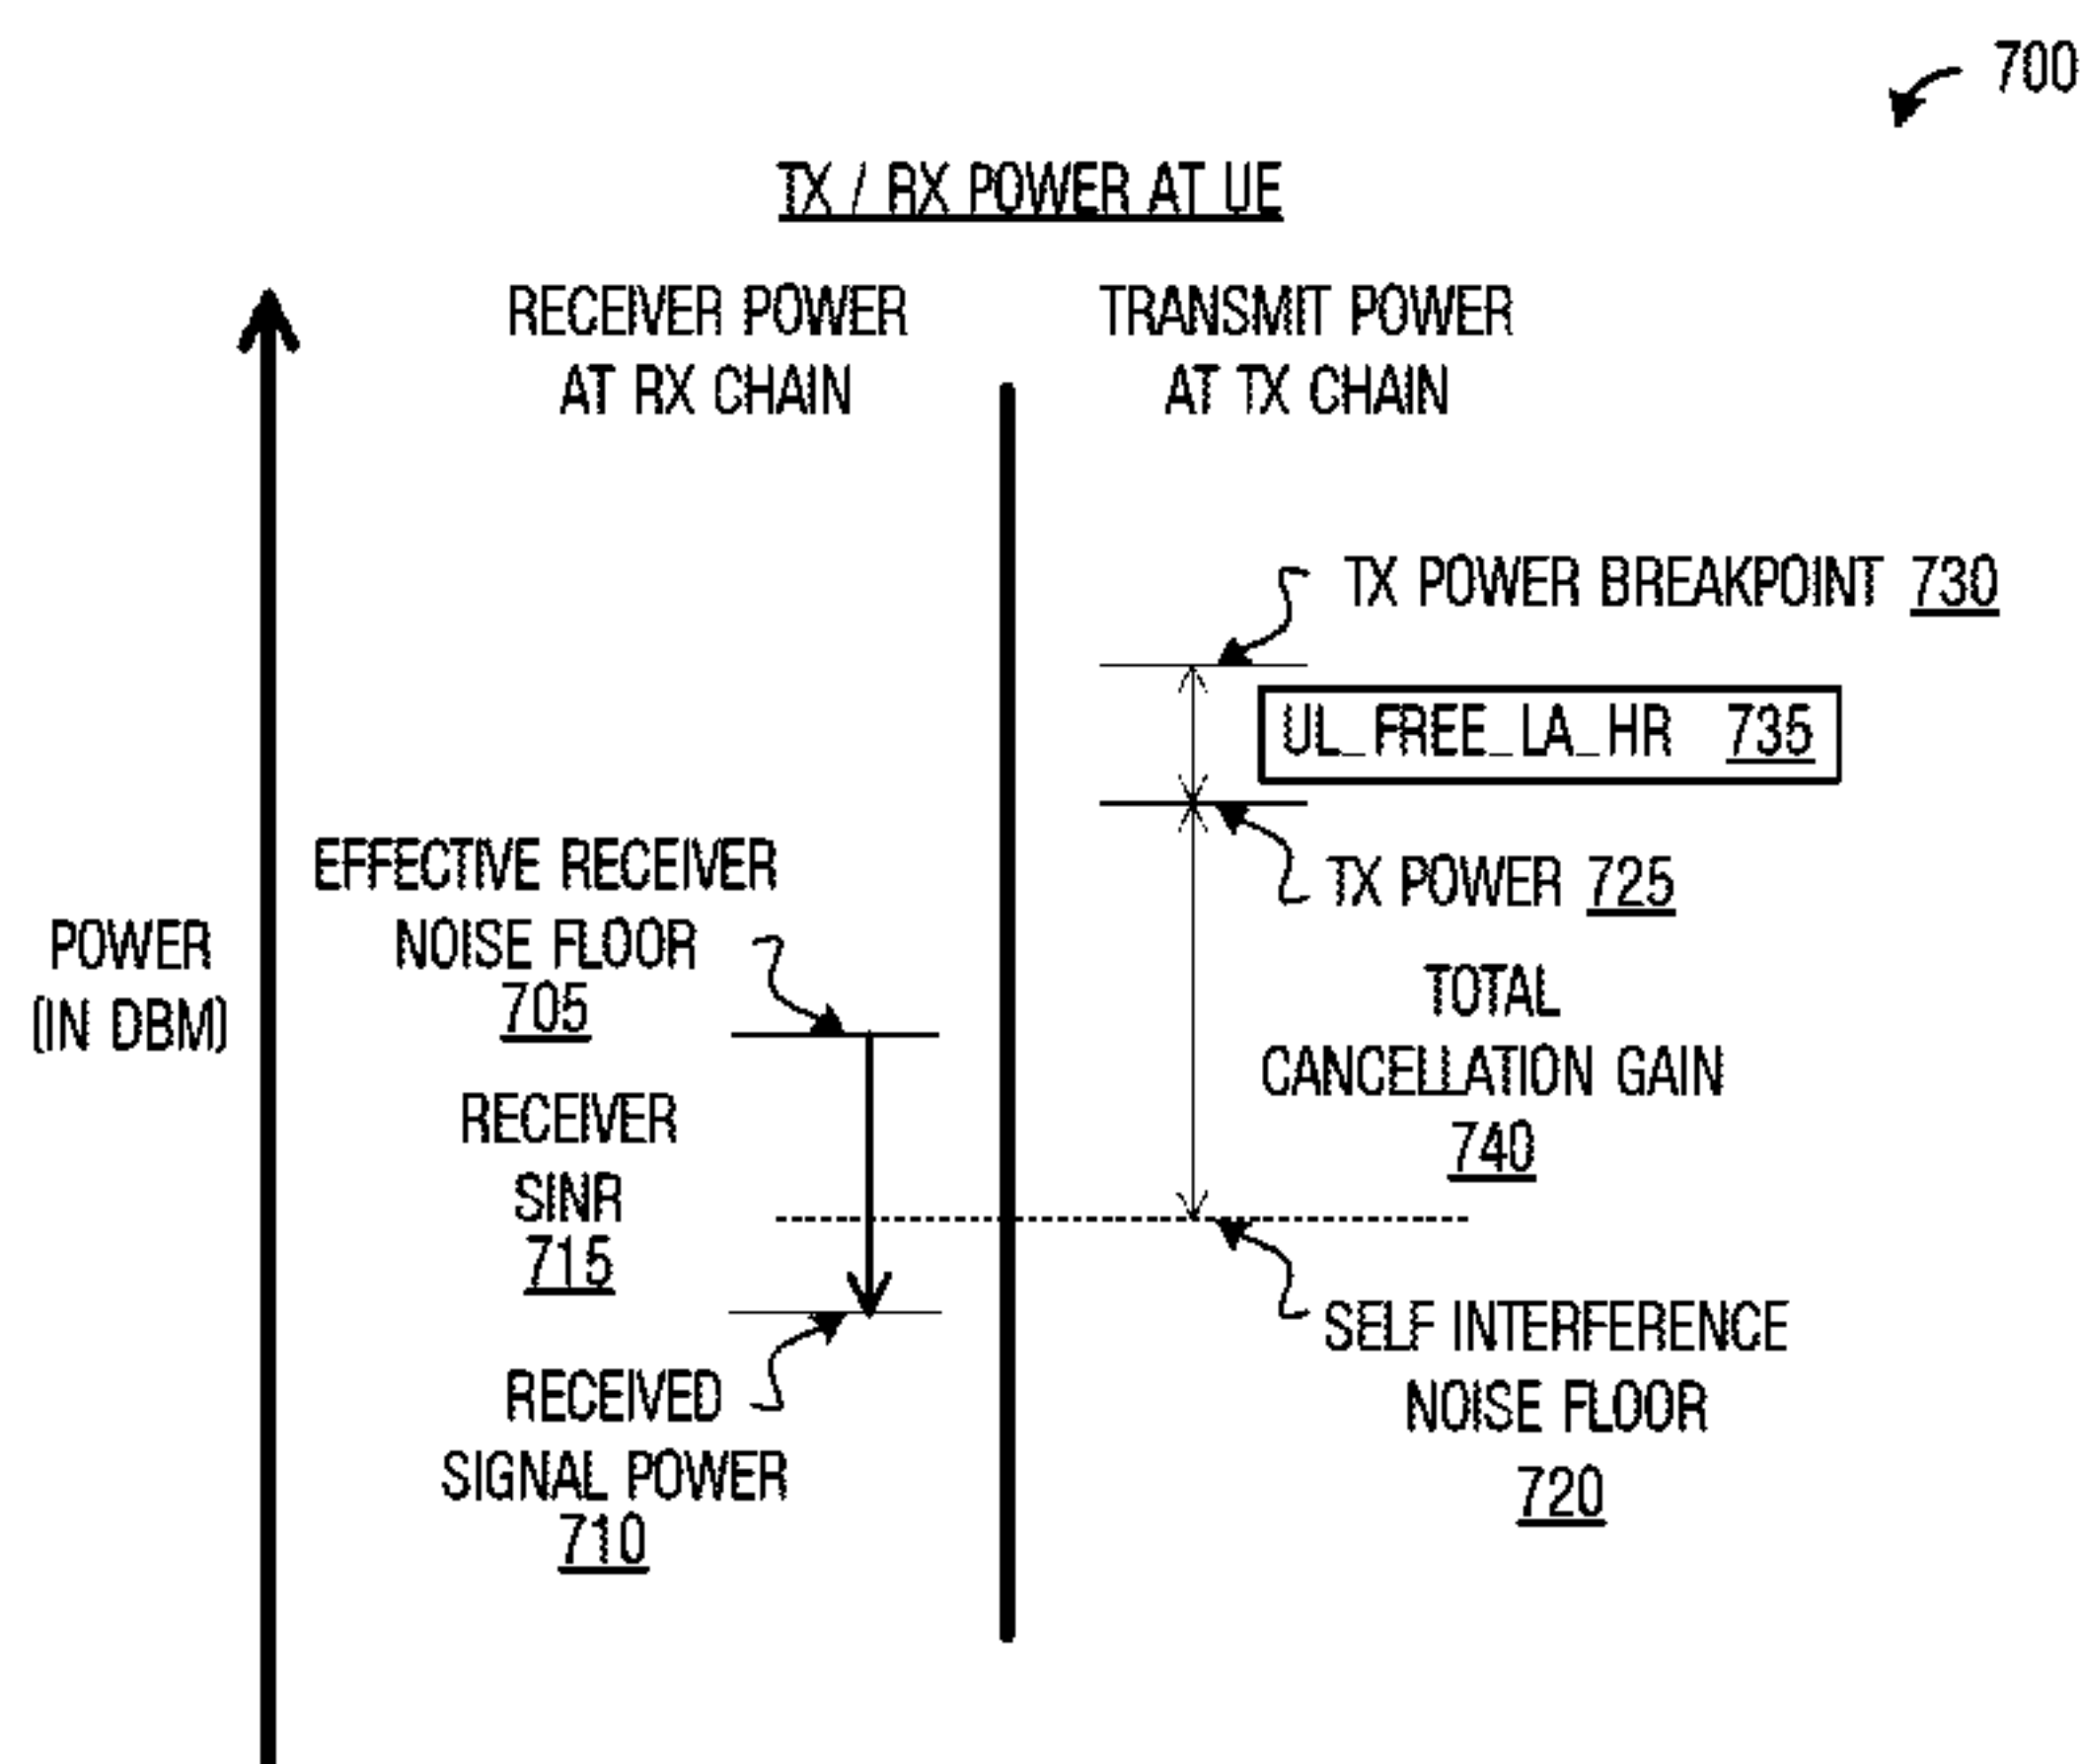 700
TX / RX POWER AT UE
RECEIVER POWER
AT RX CHAIN
TRANSMIT POWER
AT TX CHAIN
TX POWER BREAKPOINT 730
UL_FREE_LA_HR 735
TX POWER 725
EFFECTIVE RECEIVER
NOISE FLOOR
705
POWER
(IN DBM)
TOTAL
CANCELLATION GAIN
740
RECEIVER
SINR
715
SELF INTERFERENCE
NOISE FLOOR
720
RECEIVED
SIGNAL POWER
710